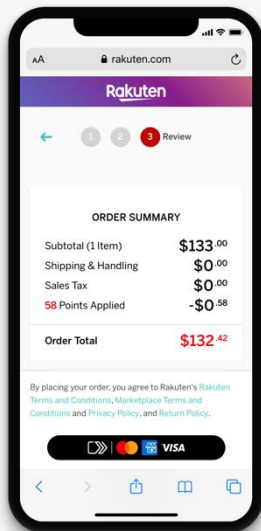 AA rakuten.com
Rakuten
1 2 3 Review
ORDER SUMMARY
Subtotal (1 Item) $133.00
Shipping & Handling $0.00
Sales Tax $0.00
58 Points Applied -$0.58
Order Total $132.42
By placing your order, you agree to Rakuten's Rakuten
Terms and Conditions, Marketplace Terms and
Conditions and Privacy Policy, and Return Policy.
VISA